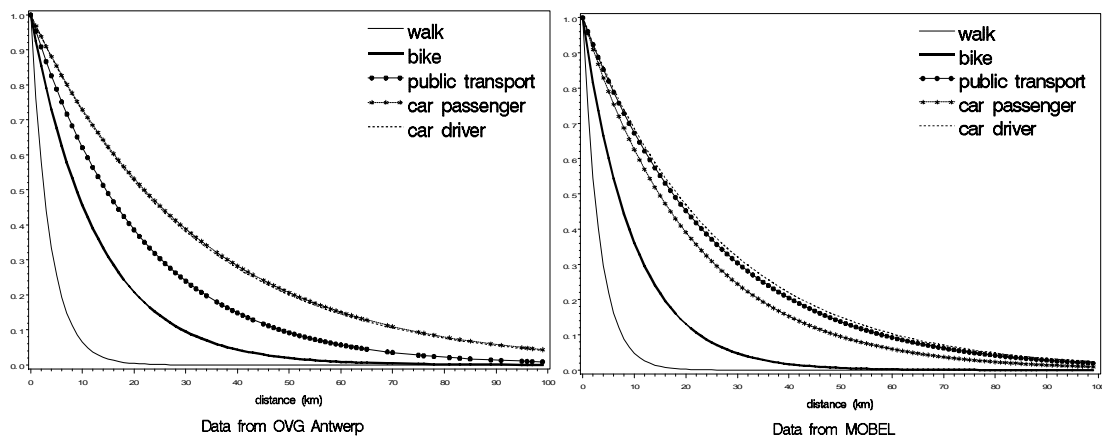 walk
bike
public transport
car passenger
car driver
1.0
0.9
0.8
0.7
0.6
0.5
0.4
0.3
0.2
0.1
0.0
0 10 20 30 40 50 60 70 80 90 100
distance (km)
Data from OVG Antwerp
walk
bike
public transport
car passenger
car driver
1.0
0.9
0.8
0.7
0.6
0.5
0.4
0.3
0.2
0.1
0.0
0 10 20 30 40 50 60 70 80 90 100
distance (km)
Data from MOBEL